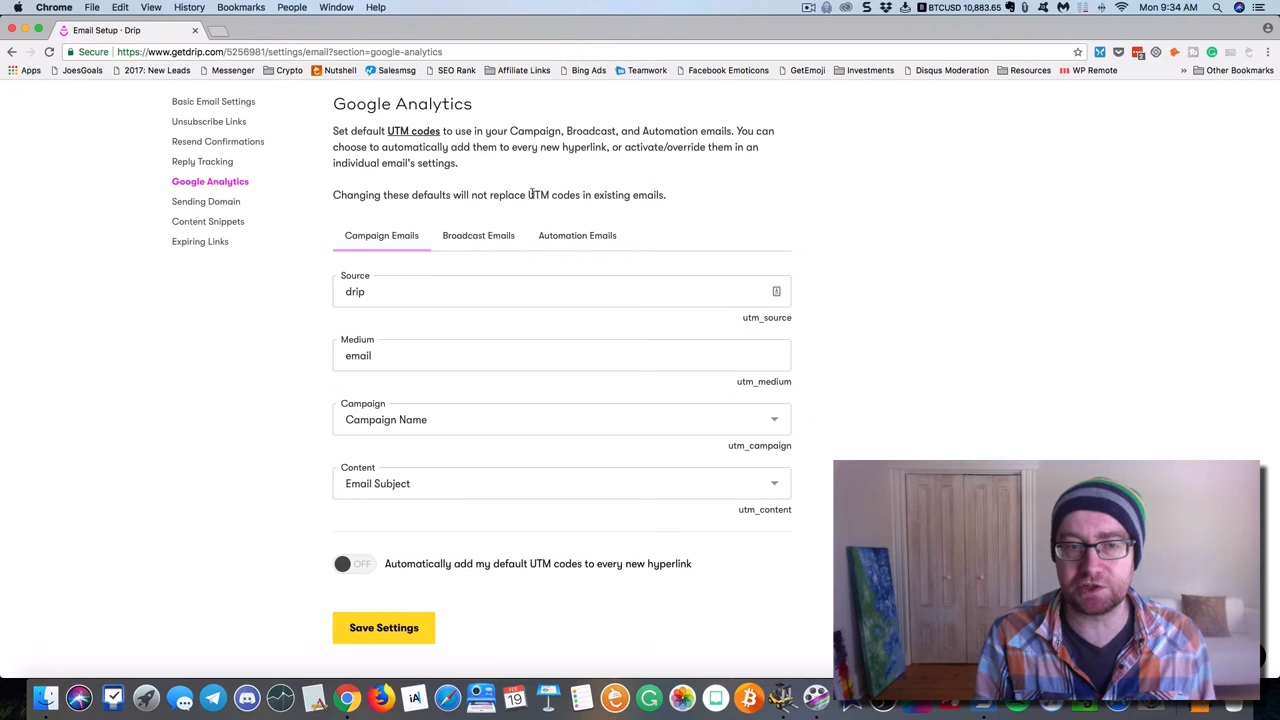 Chrome File Edit View History Bookmarks People Window Help
BTCUSD 10,883.65 Mon 9:34 AM
Email Setup · Drip
Secure https://www.getdrip.com/5256981/settings/email?section=google-analytics
Apps JoesGoals 2017: New Leads Messenger Crypto Nutshell Salesmsg SEO Rank Affiliate Links Bing Ads Teamwork Facebook Emoticons GetEmoji Investments Disqus Moderation Resources WP Remote » Other Bookmarks
Basic Email Settings
Unsubscribe Links
Resend Confirmations
Reply Tracking
Google Analytics
Sending Domain
Content Snippets
Expiring Links
Google Analytics
Set default UTM codes to use in your Campaign, Broadcast, and Automation emails. You can
choose to automatically add them to every new hyperlink, or activate/override them in an
individual email's settings.
Changing these defaults will not replace UTM codes in existing emails.
Campaign Emails Broadcast Emails Automation Emails
Source
drip
utm_source
Medium
email
utm_medium
Campaign
Campaign Name
utm_campaign
Content
Email Subject
utm_content
OFF Automatically add my default UTM codes to every new hyperlink
Save Settings
FEB
19